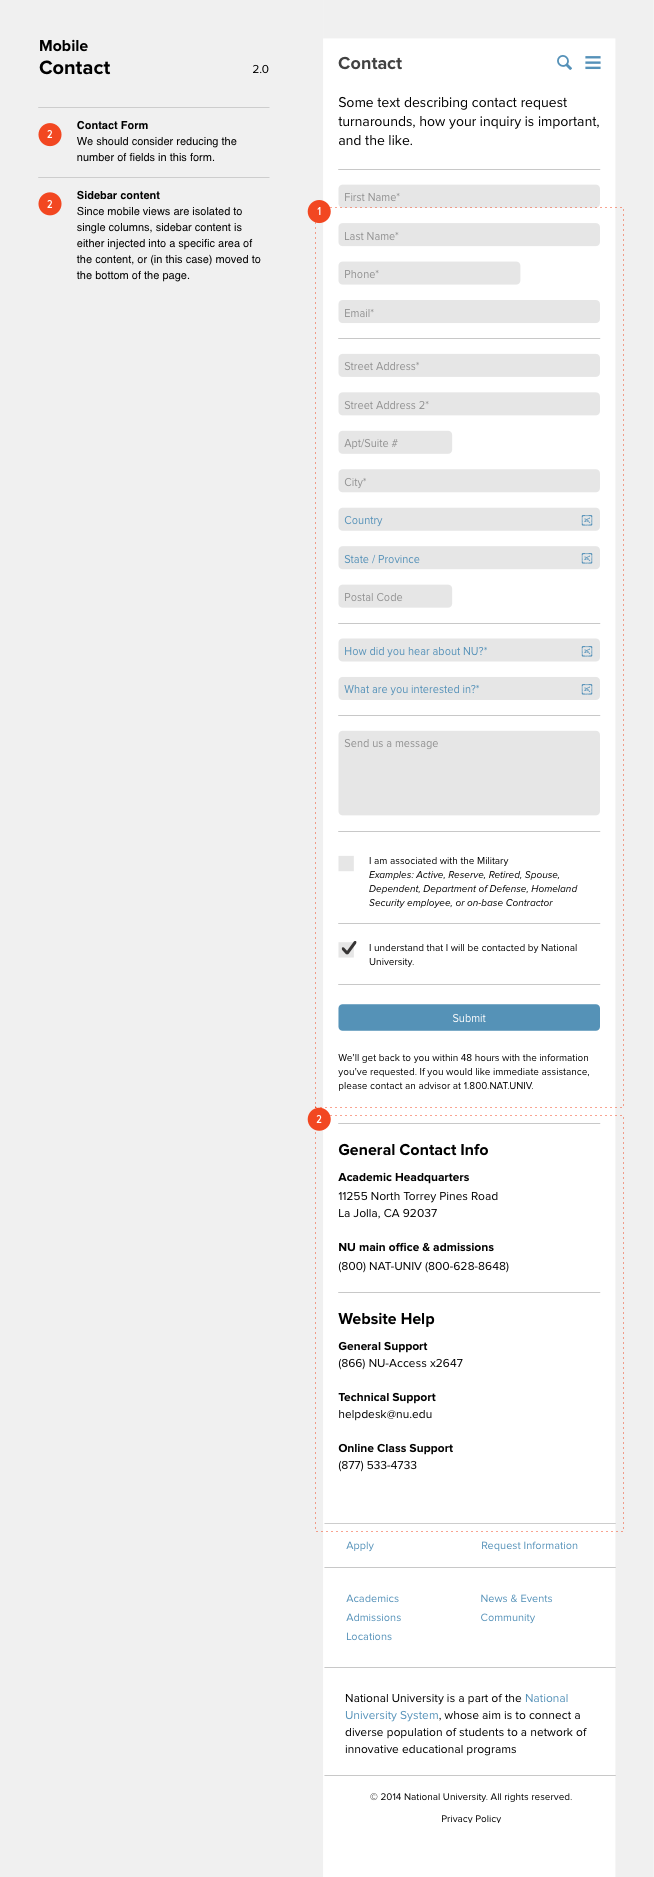 Mobile
Contact
2.0
2
Contact Form
We should consider reducing the
number of fields in this form.
2
Sidebar content
Since mobile views are isolated to
single columns, sidebar content is
either injected into a specific area of
the content, or (in this case) moved to
the bottom of the page.
Contact
Some text describing contact request
turnarounds, how your inquiry is important,
and the like.
First Name*
1
Last Name*
Phone*
Email*
Street Address*
Street Address 2*
Apt/Suite #
City*
Country
State / Province
Postal Code
How did you hear about NU?*
What are you interested in?*
Send us a message
I am associated with the Military
Examples: Active, Reserve, Retired, Spouse,
Dependent, Department of Defense, Homeland
Security employee, or on-base Contractor
I understand that I will be contacted by National
University.
Submit
We'll get back to you within 48 hours with the information
you've requested. If you would like immediate assistance,
please contact an advisor at 1.800.NAT.UNIV.
2
General Contact Info
Academic Headquarters
11255 North Torrey Pines Road
La Jolla, CA 92037
NU main office & admissions
(800) NAT-UNIV (800-628-8648)
Website Help
General Support
(866) NU-Access x2647
Technical Support
helpdesk@nu.edu
Online Class Support
(877) 533-4733
Apply
Request Information
Academics
News & Events
Admissions
Community
Locations
National University is a part of the National
University System, whose aim is to connect a
diverse population of students to a network of
innovative educational programs
© 2014 National University. All rights reserved.
Privacy Policy